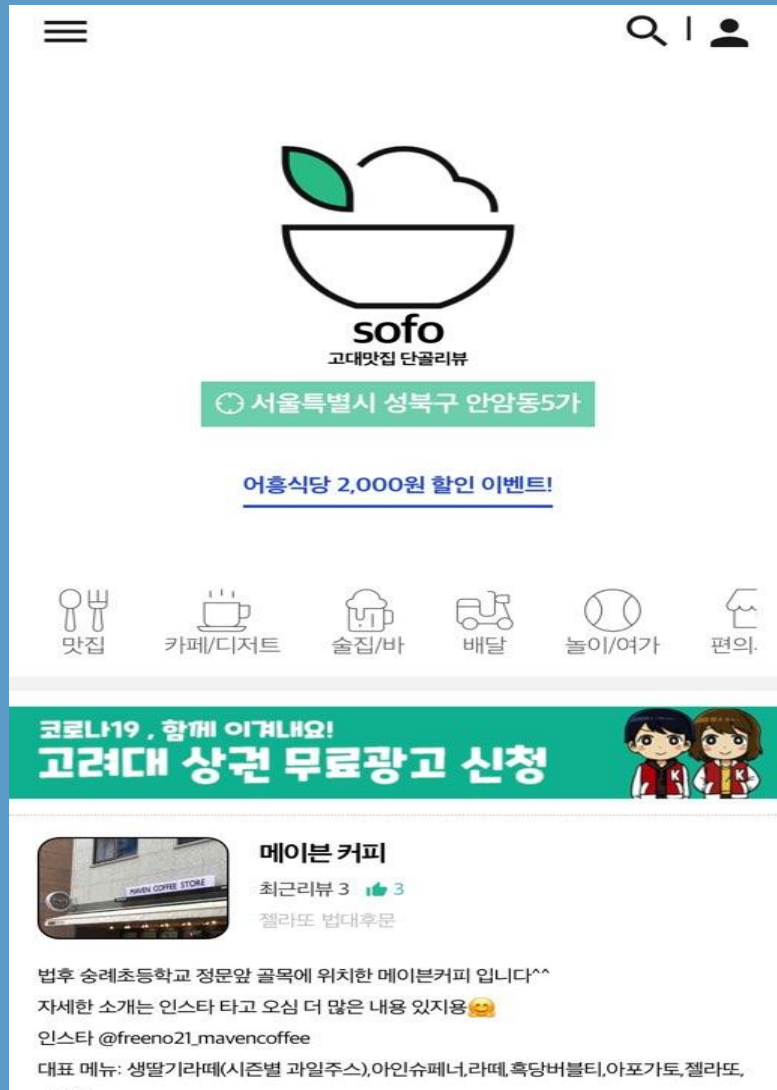 sofo
고대맛집 단골리뷰
서울특별시 성북구 안암동5가
어흥식당 2,000원 할인 이벤트!
맛집 카페/디저트 술집/바 배달 놀이/여가 편의
코로나19 , 함께 이겨내요!
고려대 상권 무료광고 신청
K K
MAVEN COFFEE STORE
메이븐 커피
최근리뷰 3 3
젤라또 법대후문
법후 숭례초등학교 정문앞 골목에 위치한 메이븐커피 입니다^^
자세한 소개는 인스타 타고 오심 더 많은 내용 있지용🤗
인스타 @freeno21_mavencoffee
대표 메뉴: 생딸기라떼(시즌별 과일주스),아인슈페너,라떼,흑당버블티,아포가토,젤라또,